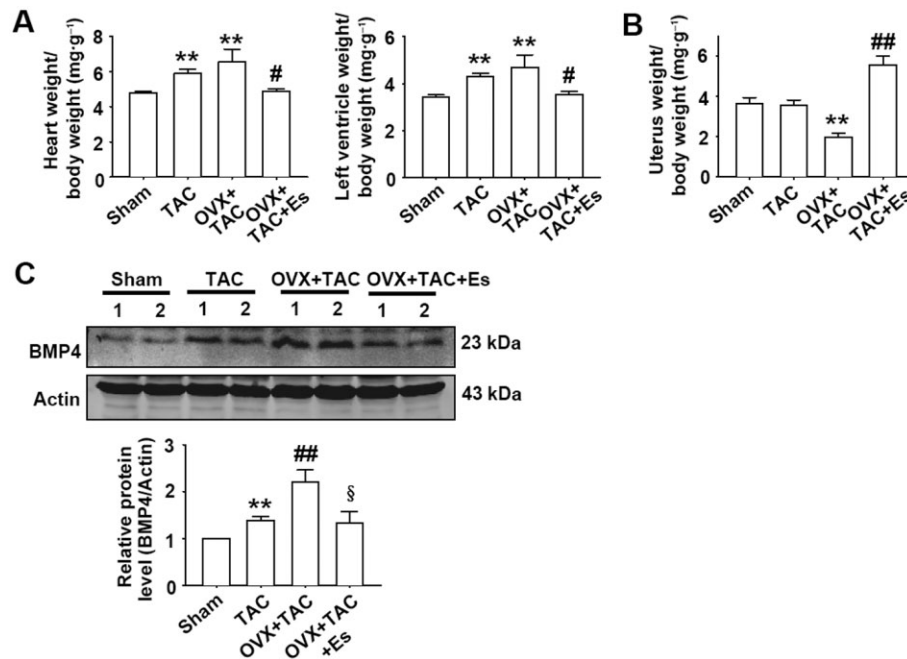 A
Heart weight/
body weight (mg·g⁻¹)
8
6
4
2
0
**
**
#
Sham
TAC
OVX+
TAC
OVX+
TAC+Es
Left ventricle weight/
body weight (mg·g⁻¹)
6
5
4
3
2
1
0
**
**
#
Sham
TAC
OVX+
TAC
OVX+
TAC+Es
B
Uterus weight/
body weight (mg·g⁻¹)
6
4
2
0
**
##
Sham
TAC
OVX+
TAC
OVX+
TAC+Es
C
Sham TAC OVX+TAC OVX+TAC+Es
1 2 1 2 1 2 1 2
BMP4 23 kDa
Actin 43 kDa
Relative protein
level (BMP4/Actin)
3
2
1
0
**
##
§
Sham
TAC
OVX+TAC
OVX+TAC
+Es